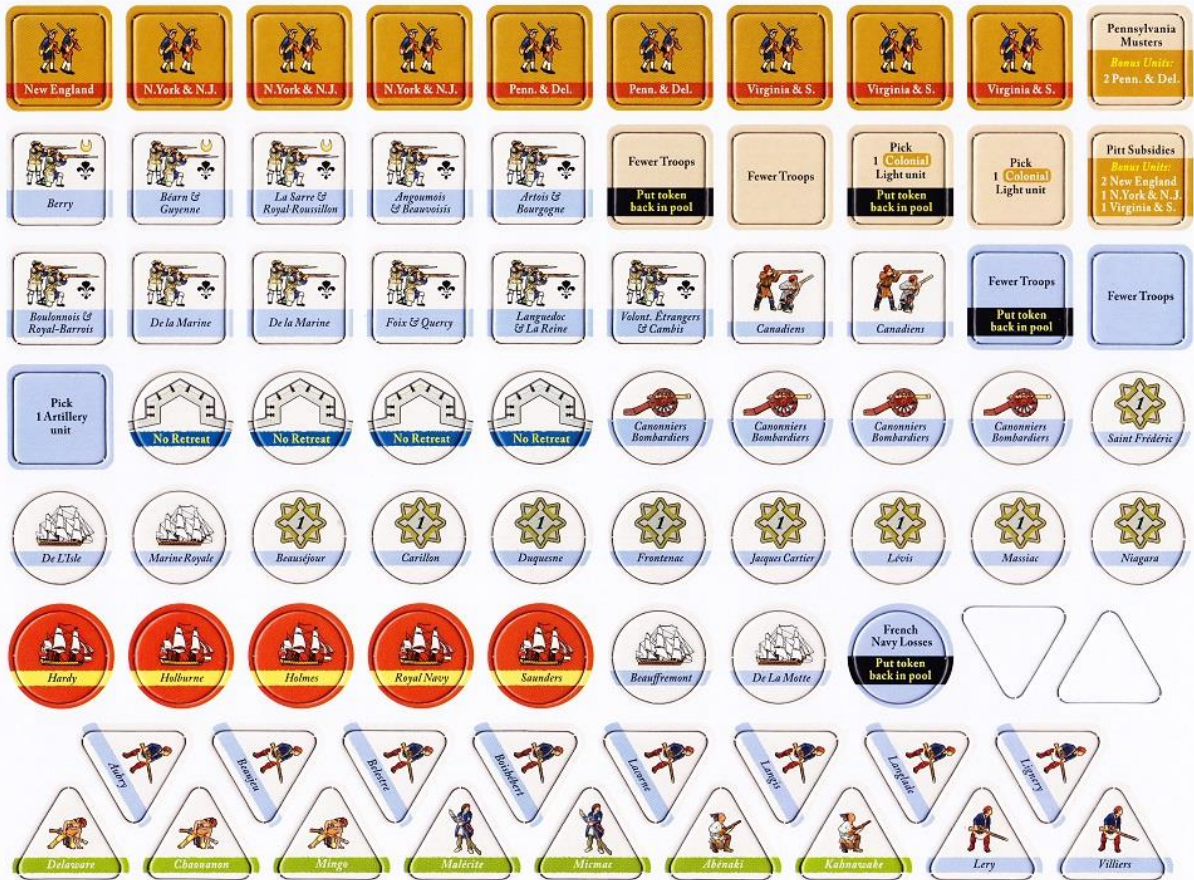 New England
N.York & N.J.
N.York & N.J.
N.York & N.J.
Penn. & Del.
Penn. & Del.
Virginia & S.
Virginia & S.
Virginia & S.
Pennsylvania
Musters
Bonus Units:
2 Penn. & Del.
Berry
Béarn &
Guyenne
La Sarre &
Royal-Roussillon
Angoumois
& Beauvoisis
Artois &
Bourgogne
Fewer Troops
Put token
back in pool
Fewer Troops
Pick
1 Colonial
Light unit
Put token
back in pool
Pick
1 Colonial
Light unit
Pitt Subsidies
Bonus Units:
2 New England
1 N.York & N.J.
1 Virginia & S.
Boulonnois &
Royal-Barrois
De la Marine
De la Marine
Foix & Quercy
Languedoc
& La Reine
Volont. Étrangers
& Cambis
Canadiens
Canadiens
Fewer Troops
Put token
back in pool
Fewer Troops
Pick
1 Artillery
unit
No Retreat
No Retreat
No Retreat
No Retreat
Canonniers
Bombardiers
Canonniers
Bombardiers
Canonniers
Bombardiers
Canonniers
Bombardiers
1
Saint Frédéric
De L'Isle
Marine Royale
1
Beauséjour
1
Carillon
1
Duquesne
1
Frontenac
1
Jacques Cartier
1
Lévis
1
Massiac
1
Niagara
Hardy
Holburne
Holmes
Royal Navy
Saunders
Beauffremont
De La Motte
French
Navy Losses
Put token
back in pool
Aubry
Beaujeu
Belestre
Boishébert
Lacorne
Langis
Langlade
Lignery
Delaware
Chaouanon
Mingo
Malécite
Micmac
Abénaki
Kahnawake
Lery
Villiers